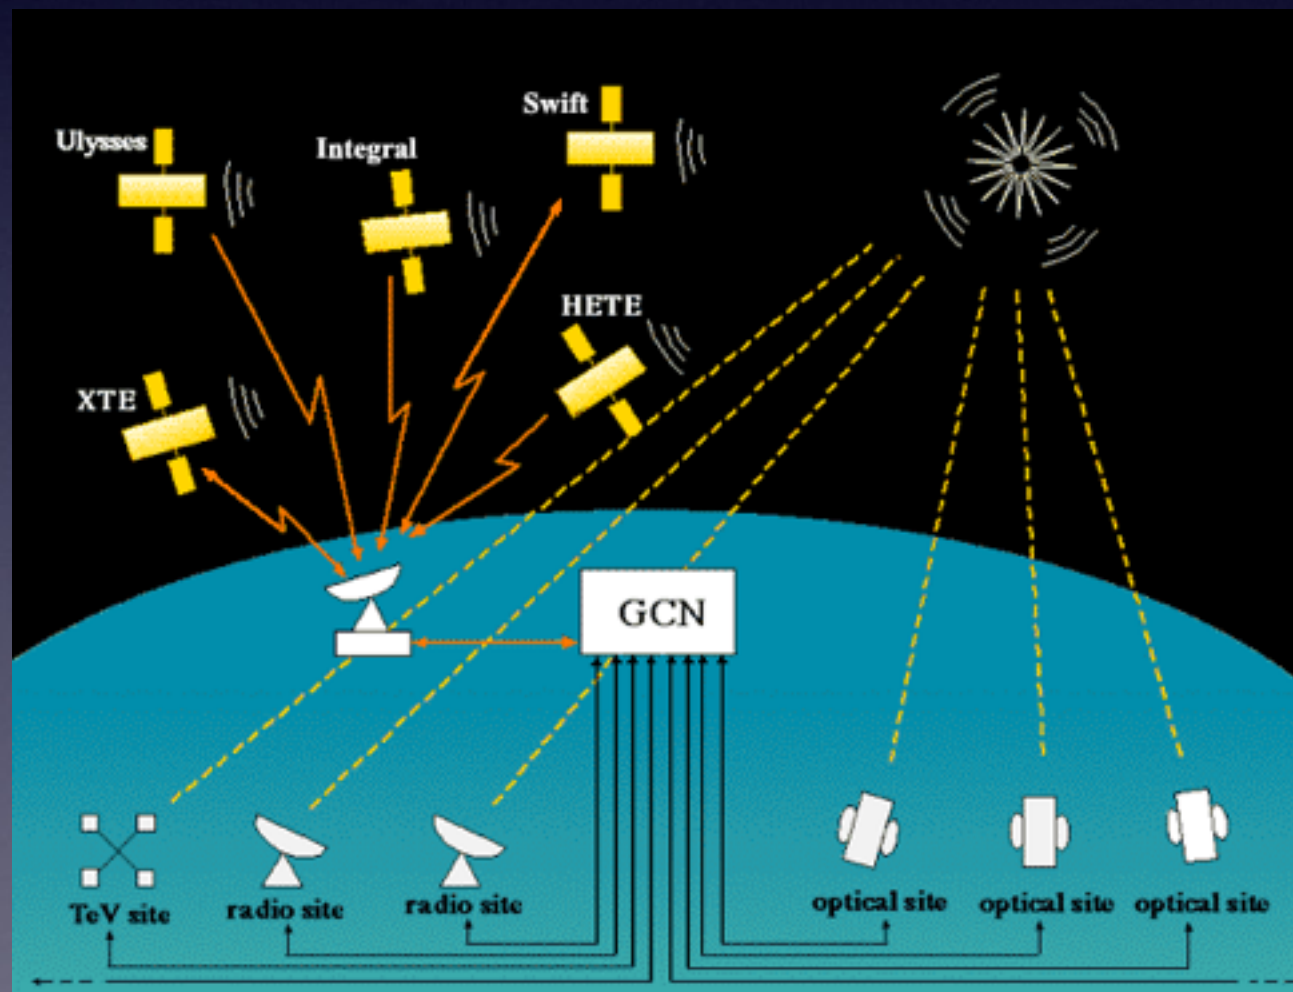 Swift
Ulysses
Integral
HETE
XTE
GCN
TeV site
radio site
radio site
optical site
optical site
optical site